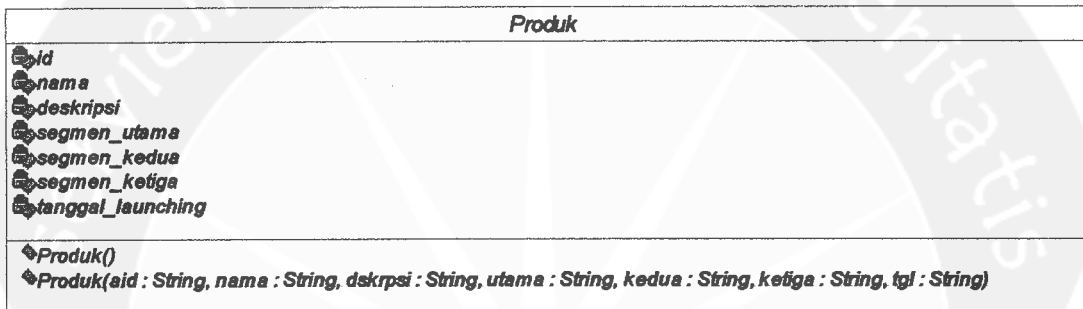 Produk
id
nama
deskripsi
segmen_utama
segmen_kedua
segmen_ketiga
tanggal_launching
Produk()
Produk(aid : String, nama : String, dskrpsi : String, utama : String, kedua : String, ketiga : String, tgl : String)